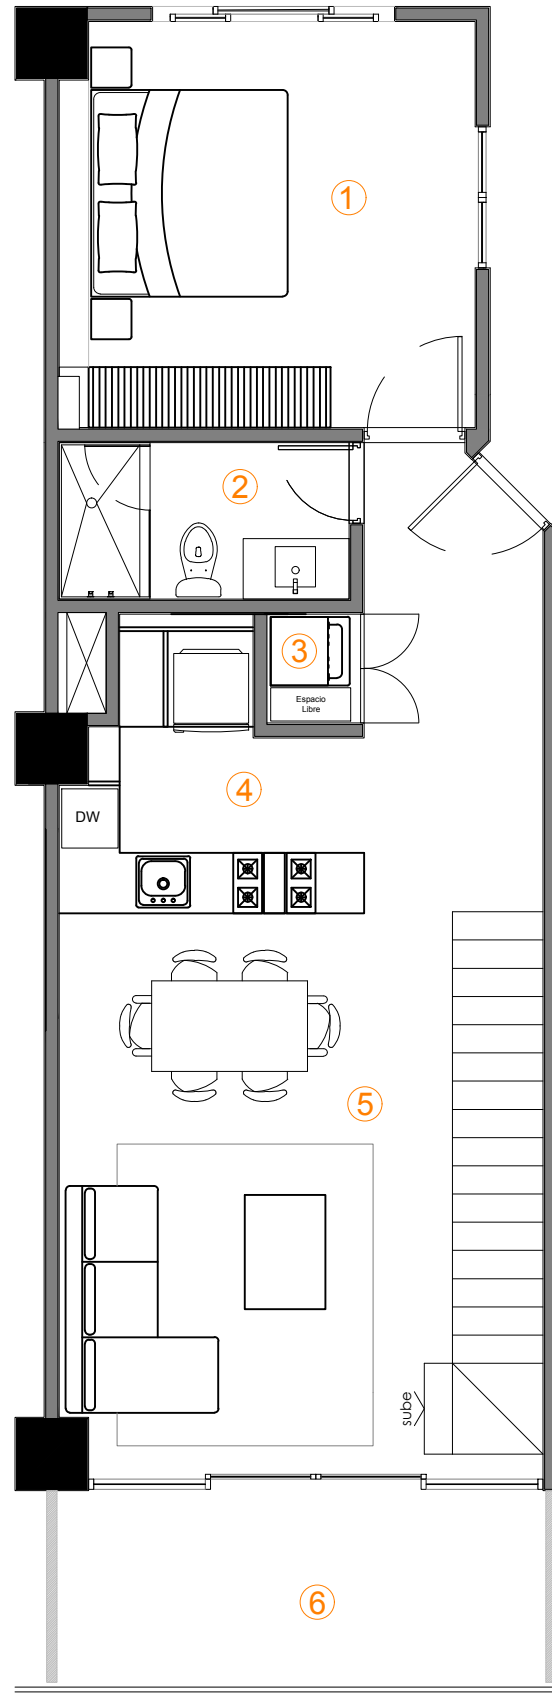 ①
②
③
Espacio
Libre
④
DW
⑤
sube
⑥